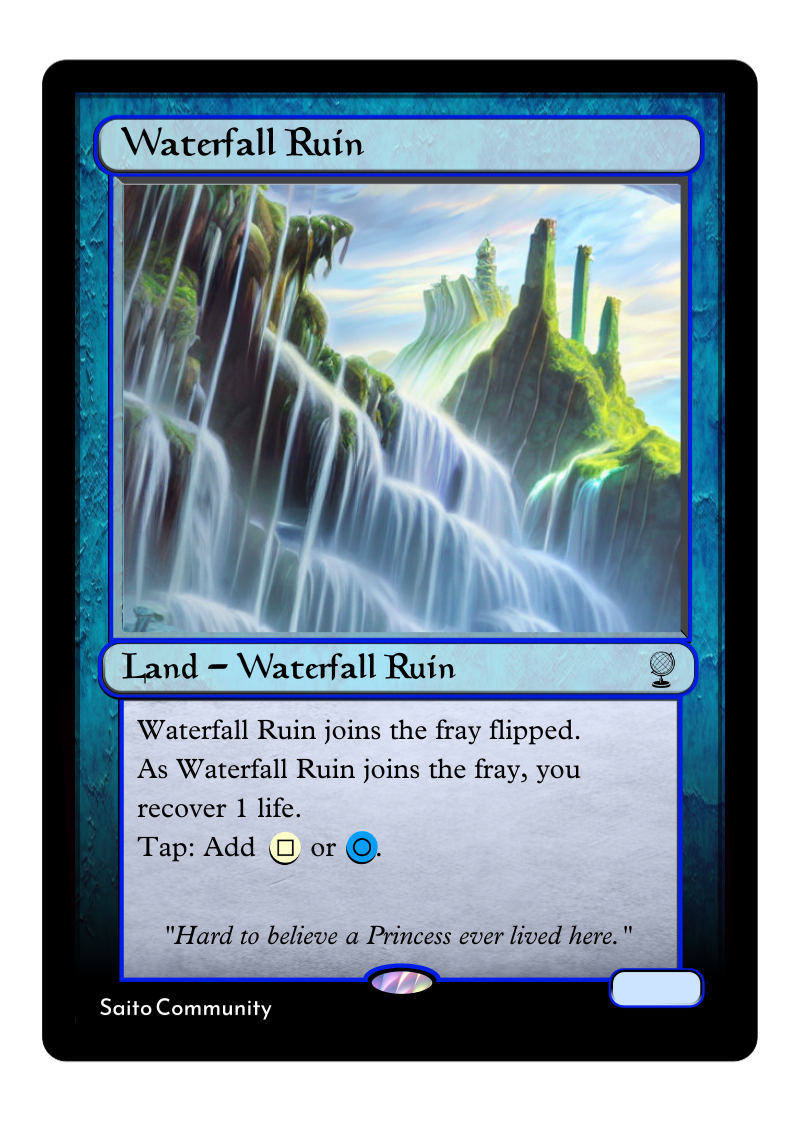 Waterfall Ruin
Land – Waterfall Ruin
Waterfall Ruin joins the fray flipped.
As Waterfall Ruin joins the fray, you
recover 1 life.
Tap: Add or .
"Hard to believe a Princess ever lived here."
Saito Community